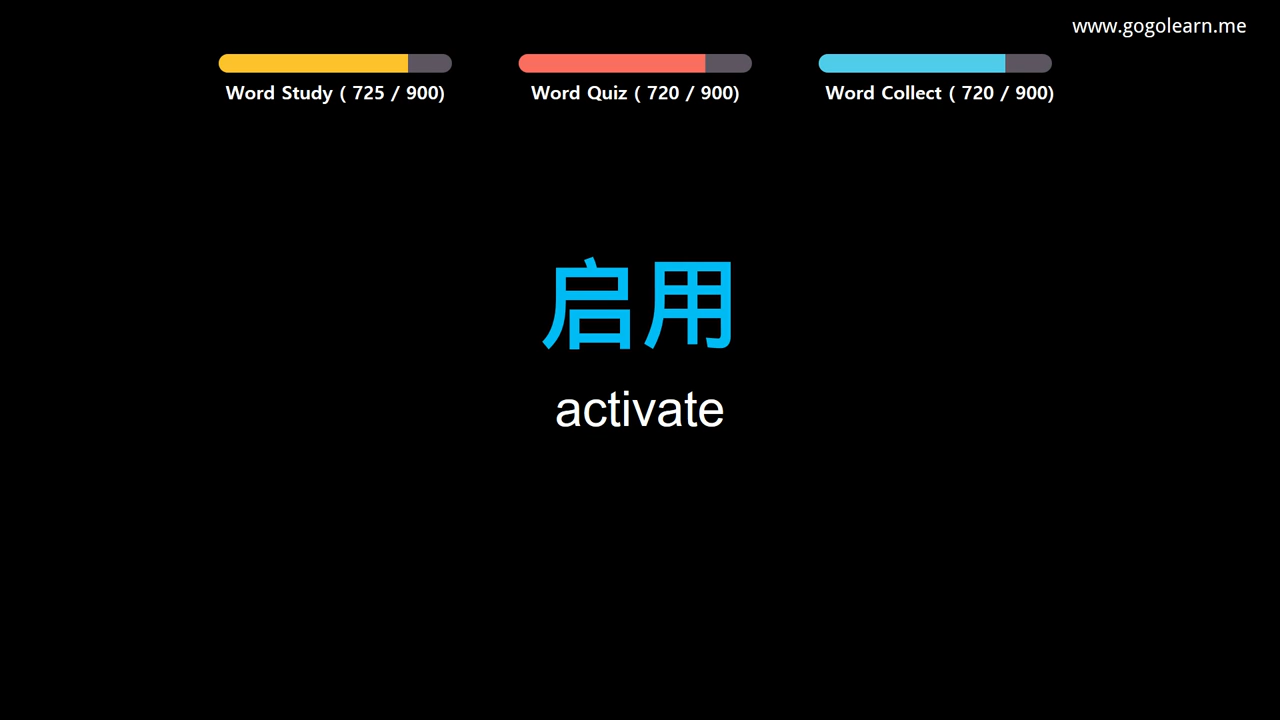 www.gogolearn.me
Word Study ( 725 / 900)
Word Quiz ( 720 / 900)
Word Collect ( 720 / 900)
启用
activate